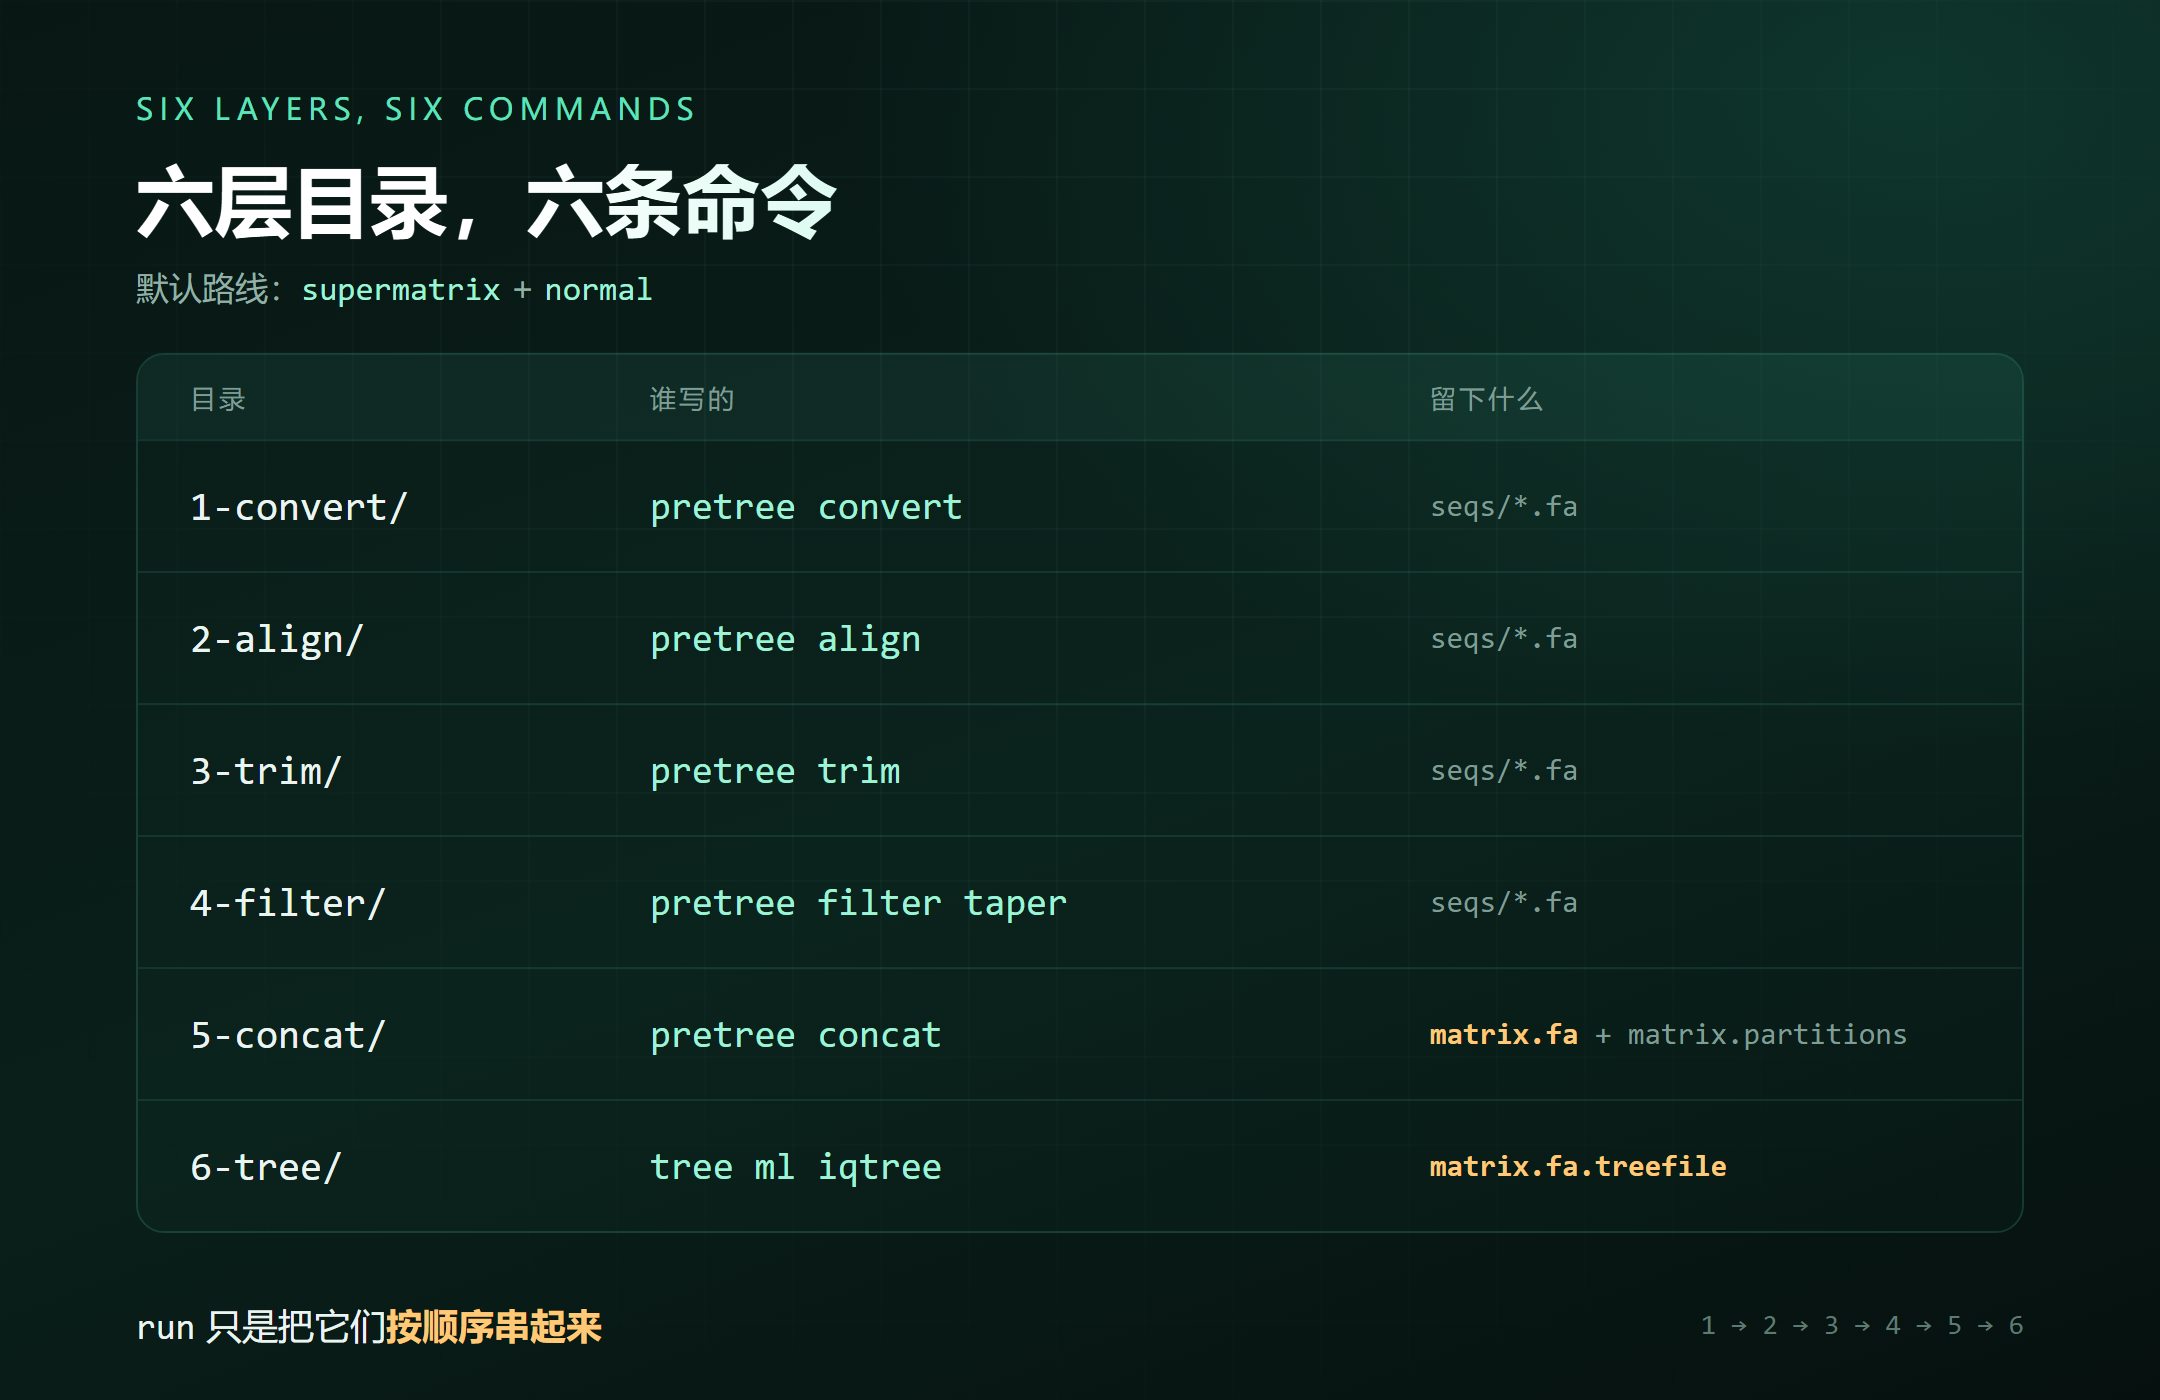 SIX LAYERS, SIX COMMANDS
六层目录，六条命令
默认路线：supermatrix + normal
目录 谁写的 留下什么
1-convert/ pretree convert seqs/*.fa
2-align/ pretree align seqs/*.fa
3-trim/ pretree trim seqs/*.fa
4-filter/ pretree filter taper seqs/*.fa
5-concat/ pretree concat matrix.fa + matrix.partitions
6-tree/ tree ml iqtree matrix.fa.treefile
run 只是把它们按顺序串起来 1 → 2 → 3 → 4 → 5 → 6